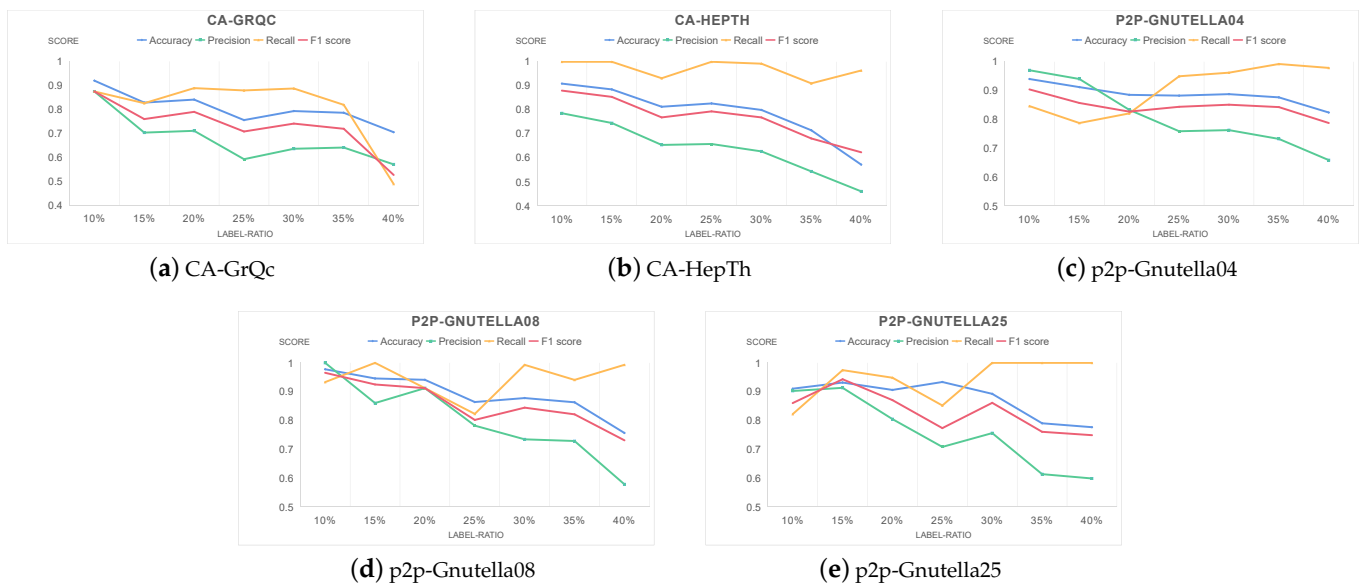 CA-GRQC
SCORE
Accuracy Precision Recall F1 score
1
0.9
0.8
0.7
0.6
0.5
0.4
10% 15% 20% 25% 30% 35% 40%
LABEL-RATIO
(a) CA-GrQc
CA-HEPTH
SCORE
Accuracy Precision Recall F1 score
1
0.9
0.8
0.7
0.6
0.5
0.4
10% 15% 20% 25% 30% 35% 40%
LABEL-RATIO
(b) CA-HepTh
P2P-GNUTELLA04
SCORE
Accuracy Precision Recall F1 score
1
0.9
0.8
0.7
0.6
0.5
10% 15% 20% 25% 30% 35% 40%
LABEL-RATIO
(c) p2p-Gnutella04
P2P-GNUTELLA08
SCORE
Accuracy Precision Recall F1 score
1
0.9
0.8
0.7
0.6
0.5
10% 15% 20% 25% 30% 35% 40%
LABEL-RATIO
(d) p2p-Gnutella08
P2P-GNUTELLA25
SCORE
Accuracy Precision Recall F1 score
1
0.9
0.8
0.7
0.6
0.5
10% 15% 20% 25% 30% 35% 40%
LABEL-RATIO
(e) p2p-Gnutella25